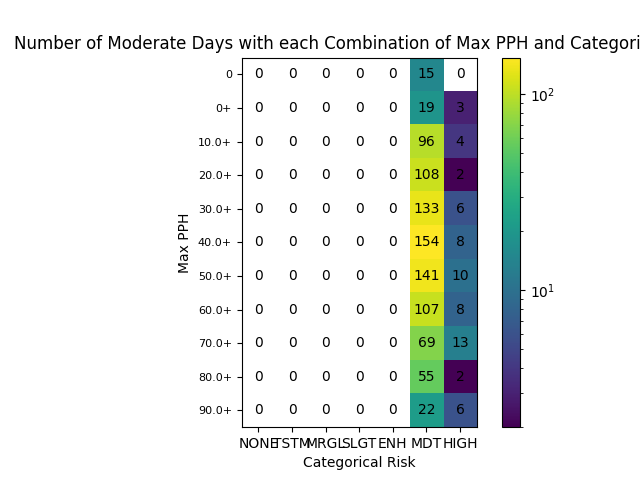 Number of Moderate Days with each Combination of Max PPH and Categori
0 0 0 0 0 0 15 0
0+ 0 0 0 0 0 19 3
10.0+ 0 0 0 0 0 96 4
20.0+ 0 0 0 0 0 108 2
30.0+ 0 0 0 0 0 133 6
40.0+ 0 0 0 0 0 154 8
50.0+ 0 0 0 0 0 141 10
60.0+ 0 0 0 0 0 107 8
70.0+ 0 0 0 0 0 69 13
80.0+ 0 0 0 0 0 55 2
90.0+ 0 0 0 0 0 22 6
NONE TSTM MRGL SLGT ENH MDT HIGH
Categorical Risk
Max PPH
10²
10¹